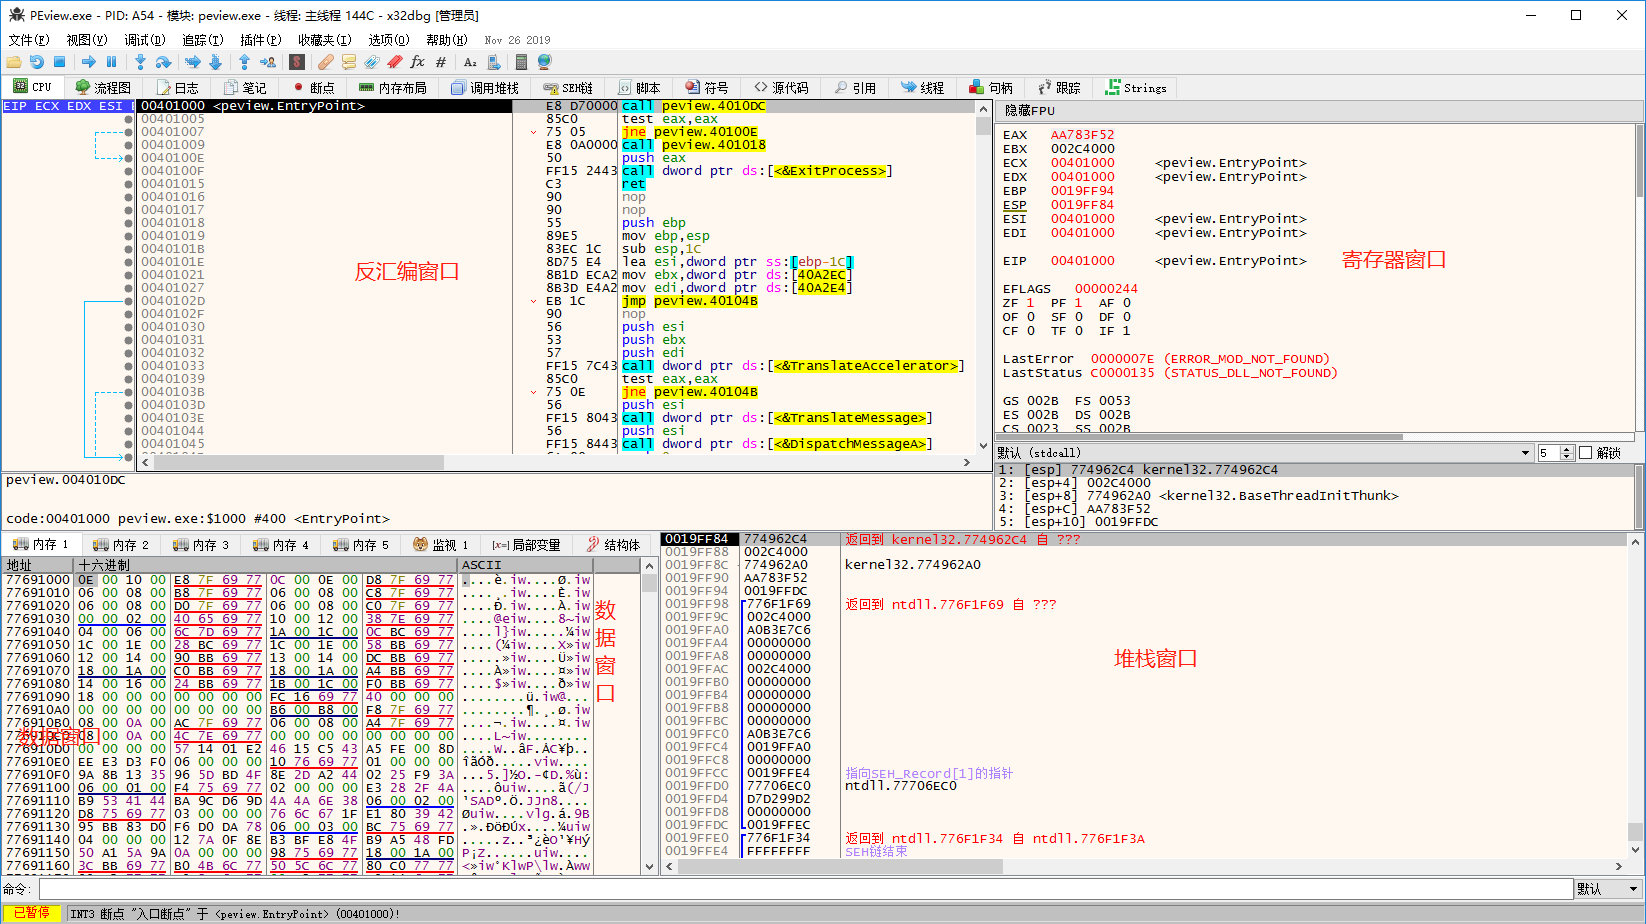 PEview.exe - PID: A54 - 模块: peview.exe - 线程: 主线程 144C - x32dbg [管理员]
文件(F) 视图(V) 调试(D) 追踪(T) 插件(P) 收藏夹(I) 选项(O) 帮助(H) Nov 26 2019
CPU 流程图 日志 笔记 断点 内存布局 调用堆栈 SEH链 脚本 符号 源代码 引用 线程 句柄 跟踪 Strings
EIP ECX EDX ESI
00401000 <peview.EntryPoint> E8 D70000 call peview.4010DC
00401005 85C0 test eax,eax
00401007 75 05 jne peview.40100E
00401009 E8 0A0000 call peview.401018
0040100E 50 push eax
0040100F FF15 2443 call dword ptr ds:[<&ExitProcess>]
00401015 C3 ret
00401016 90 nop
00401017 90 nop
00401018 55 push ebp
00401019 89E5 mov ebp,esp
0040101B 83EC 1C sub esp,1C
0040101E 8D75 E4 lea esi,dword ptr ss:[ebp-1C]
00401021 8B1D ECA2 mov ebx,dword ptr ds:[40A2EC]
00401027 8B3D E4A2 mov edi,dword ptr ds:[40A2E4]
0040102D EB 1C jmp peview.40104B
0040102F 90 nop
00401030 56 push esi
00401031 53 push ebx
00401032 57 push edi
00401033 FF15 7C43 call dword ptr ds:[<&TranslateAccelerator>]
00401039 85C0 test eax,eax
0040103B 75 0E jne peview.40104B
0040103D 56 push esi
0040103E FF15 8043 call dword ptr ds:[<&TranslateMessage>]
00401044 56 push esi
00401045 FF15 8443 call dword ptr ds:[<&DispatchMessageA>]
反汇编窗口
隐藏FPU
EAX AA783F52
EBX 002C4000
ECX 00401000 <peview.EntryPoint>
EDX 00401000 <peview.EntryPoint>
EBP 0019FF94
ESP 0019FF84
ESI 00401000 <peview.EntryPoint>
EDI 00401000 <peview.EntryPoint>
EIP 00401000 <peview.EntryPoint>
寄存器窗口
EFLAGS 00000244
ZF 1 PF 1 AF 0
OF 0 SF 0 DF 0
CF 0 TF 0 IF 1
LastError 0000007E (ERROR_MOD_NOT_FOUND)
LastStatus C0000135 (STATUS_DLL_NOT_FOUND)
GS 002B FS 0053
ES 002B DS 002B
CS 0023 SS 002B
默认 (stdcall) 5 解锁
1: [esp] 774962C4 kernel32.774962C4
2: [esp+4] 002C4000
3: [esp+8] 774962A0 <kernel32.BaseThreadInitThunk>
4: [esp+C] AA783F52
5: [esp+10] 0019FFDC
peview.004010DC
code:00401000 peview.exe:$1000 #400 <EntryPoint>
内存 1 内存 2 内存 3 内存 4 内存 5 监视 1 [x=] 局部变量 结构体
地址 十六进制 ASCII
77691000 0E 00 10 00 E8 7F 69 77 0C 00 0E 00 D8 7F 69 77 ....è.iw....Ø.iw
77691010 06 00 08 00 B8 7F 69 77 06 00 08 00 C8 7F 69 77 ....¸.iw....È.iw
77691020 06 00 08 00 D0 7F 69 77 06 00 08 00 C0 7F 69 77 ....Ð.iw....À.iw
77691030 00 00 02 00 40 65 69 77 10 00 12 00 38 7E 69 77 ....@eiw....8~iw
77691040 04 00 06 00 6C 7D 69 77 1A 00 1C 00 0C BC 69 77 ....l}iw.....¼iw
77691050 1C 00 1E 00 28 BC 69 77 1C 00 1E 00 58 BB 69 77 ....(¼iw....X»iw
77691060 12 00 14 00 90 BB 69 77 13 00 14 00 DC BB 69 77 .....»iw....Ü»iw
77691070 18 00 1A 00 C0 BB 69 77 18 00 1A 00 A4 BB 69 77 ....À»iw....¤»iw
77691080 14 00 16 00 24 BB 69 77 1B 00 1C 00 F0 BB 69 77 ....$»iw....ð»iw
77691090 18 00 00 00 00 00 00 00 FC 16 69 77 40 00 00 00 ........ü.iw@...
776910A0 00 00 00 00 00 00 00 00 B6 00 B8 00 F8 7F 69 77 ........¶.¸.ø.iw
776910B0 08 00 0A 00 AC 7F 69 77 06 00 08 00 A4 7F 69 77 ....¬.iw....¤.iw
776910C0 08 00 0A 00 4C 7E 69 77 00 00 00 00 00 00 00 00 ....L~iw........
776910D0 00 00 00 00 57 14 01 E2 46 15 C5 43 A5 FE 00 8D ....W..âF.ÅC¥þ..
776910E0 EE E3 D3 F0 06 00 00 00 10 76 69 77 01 00 00 00 îãÓð.....viw....
776910F0 9A 8B 13 35 96 5D BD 4F 8E 2D A2 44 02 25 F9 3A ...5.]½O.-¢D.%ù:
77691100 06 00 01 00 F4 75 69 77 02 00 00 00 E3 28 2F 4A ....ôuiw....ã(/J
77691110 B9 53 41 44 BA 9C D6 9D 4A 4A 6E 38 06 00 02 00 ¹SADº.Ö.JJn8....
77691120 D8 75 69 77 03 00 00 00 76 6C 67 1F E1 80 39 42 Øuiw....vlg.á.9B
77691130 95 BB 83 D0 F6 D0 DA 78 06 00 03 00 BC 75 69 77 .».ÐöÐÚx....¼uiw
77691140 04 00 00 00 12 7A 0F 8E B3 BF E8 4F B9 A5 48 FD .....z..³¿èO¹¥Hý
77691150 50 A1 5A 9A 0A 00 00 00 98 75 69 77 18 00 1A 00 P¡Z......uiw....
77691160 3C BB 69 77 B0 4B 6C 77 50 5C 6C 77 80 C0 77 77 <»iw°KlwP\lw.Àww
数据窗口
数据窗口
0019FF84 774962C4 返回到 kernel32.774962C4 自 ???
0019FF88 002C4000
0019FF8C 774962A0 kernel32.774962A0
0019FF90 AA783F52
0019FF94 0019FFDC
0019FF98 776F1F69 返回到 ntdll.776F1F69 自 ???
0019FF9C 002C4000
0019FFA0 A0B3E7C6
0019FFA4 00000000
0019FFA8 00000000
0019FFAC 002C4000
0019FFB0 00000000
0019FFB4 00000000
0019FFB8 00000000
0019FFBC 00000000
0019FFC0 A0B3E7C6
0019FFC4 0019FFA0
0019FFC8 00000000
0019FFCC 0019FFE4 指向SEH_Record[1]的指针
0019FFD0 77706EC0 ntdll.77706EC0
0019FFD4 D7D299D2
0019FFD8 00000000
0019FFDC 0019FFEC
0019FFE0 776F1F34 返回到 ntdll.776F1F34 自 ntdll.776F1F3A
0019FFE4 FFFFFFFF SEH链结束
堆栈窗口
命令: 默认
已暂停 INT3 断点 "入口断点" 于 <peview.EntryPoint> (00401000)!